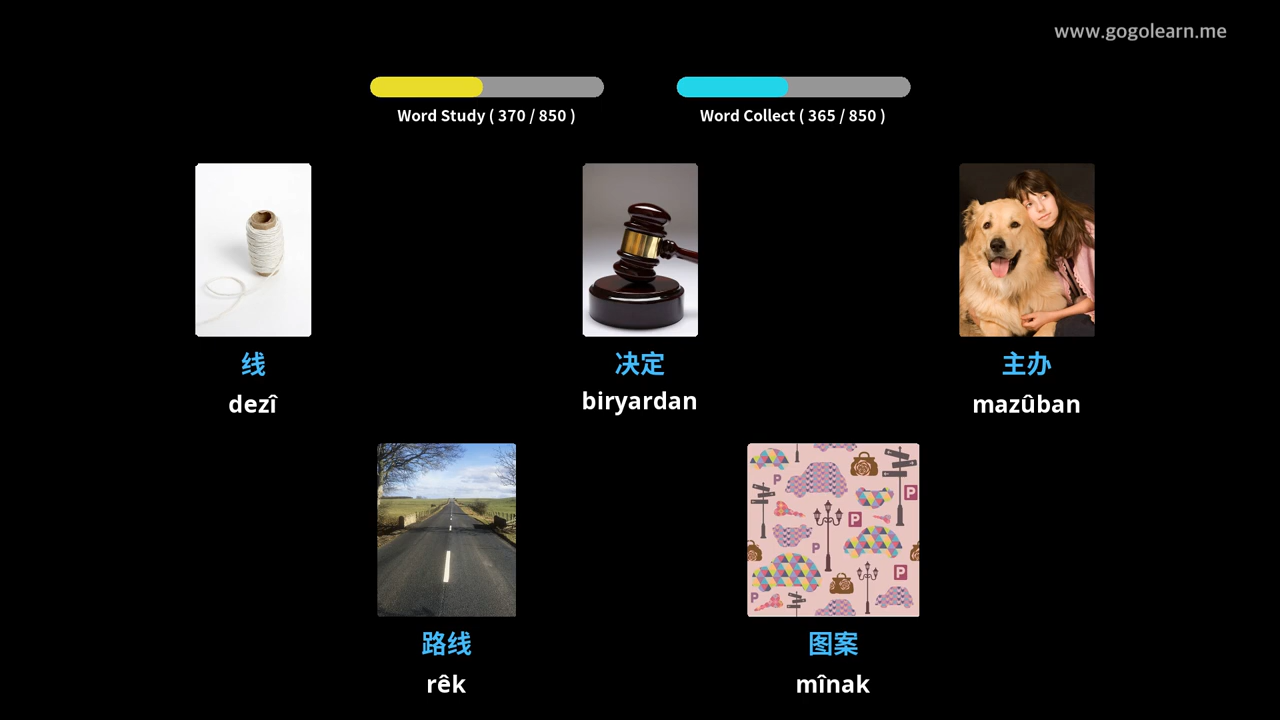 www.gogolearn.me
Word Study ( 370 / 850 )
Word Collect ( 365 / 850 )
线
决定
主办
dezî
biryardan
mazûban
P
P
P
P
P
P
路线
图案
rêk
mînak